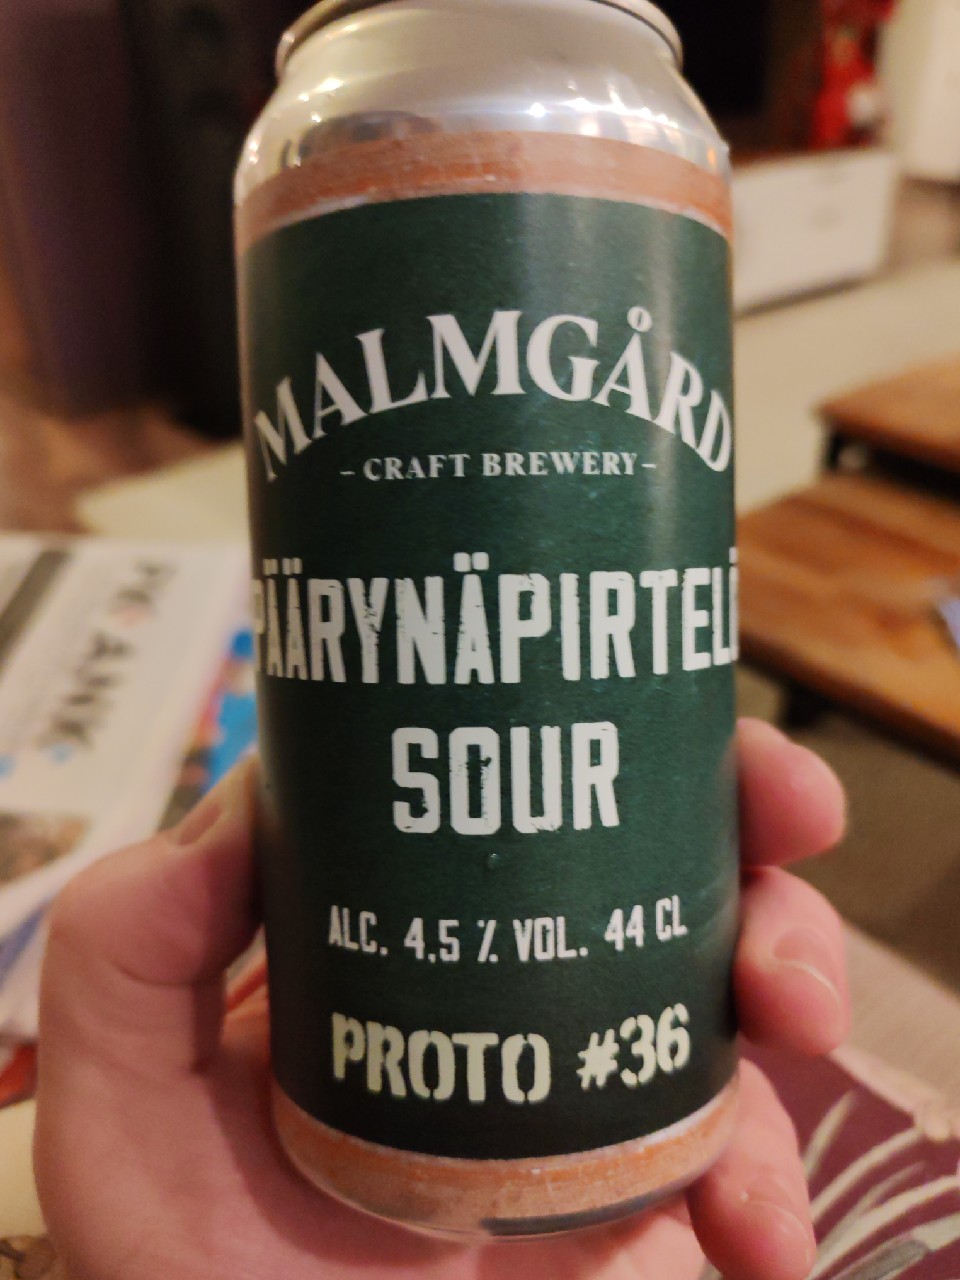 MALMGÅRD
– CRAFT BREWERY –
PÄÄRYNÄPIRTELÖ
SOUR
ALC. 4,5 % VOL. 44 CL
PROTO #36